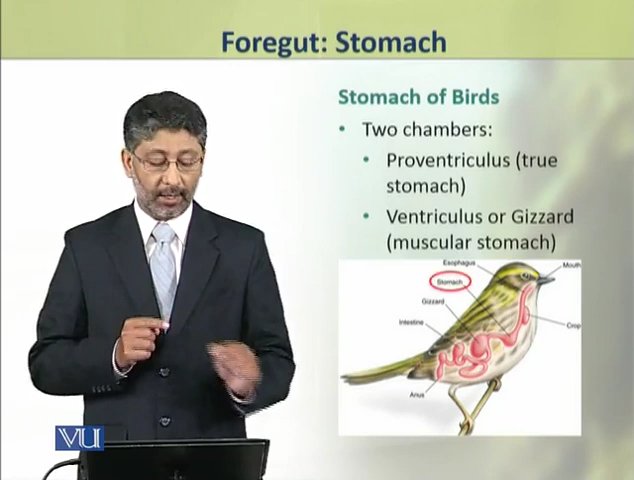 Foregut: Stomach
Stomach of Birds
• Two chambers:
• Proventriculus (true
stomach)
• Ventriculus or Gizzard
(muscular stomach)
Esophagus
Mouth
Stomach
Gizzard
Intestine
Crop
Anus
VU